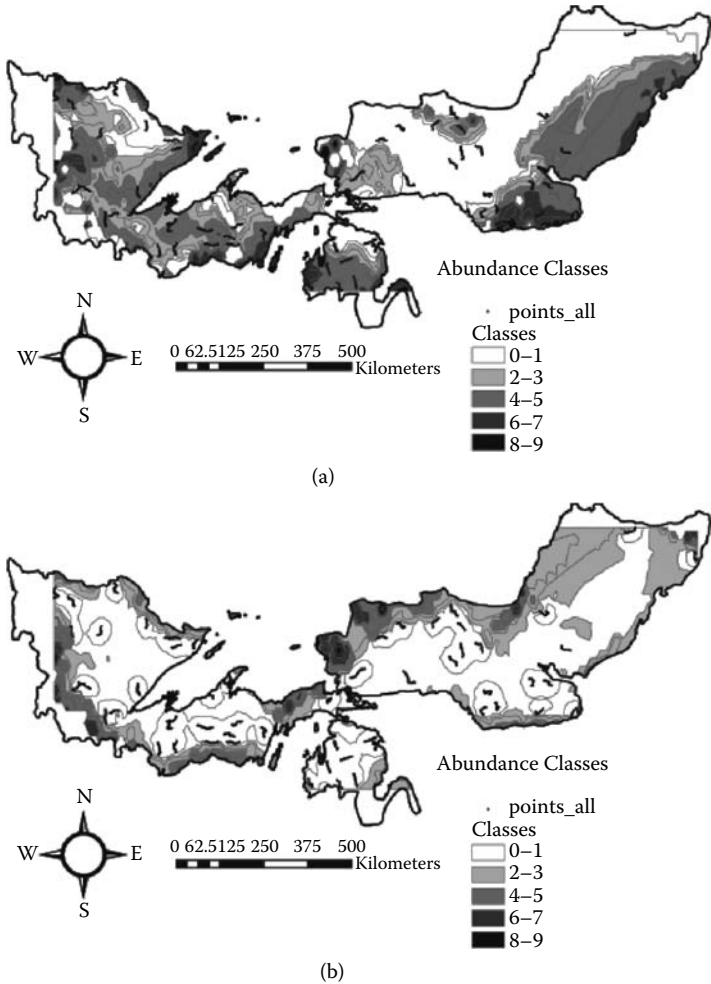 Abundance Classes
points_all
Classes
0–1
2–3
4–5
6–7
8–9
N
W E
S
0 62.5125 250 375 500
Kilometers
(a)
Abundance Classes
points_all
Classes
0–1
2–3
4–5
6–7
8–9
N
W E
S
0 62.5125 250 375 500
Kilometers
(b)